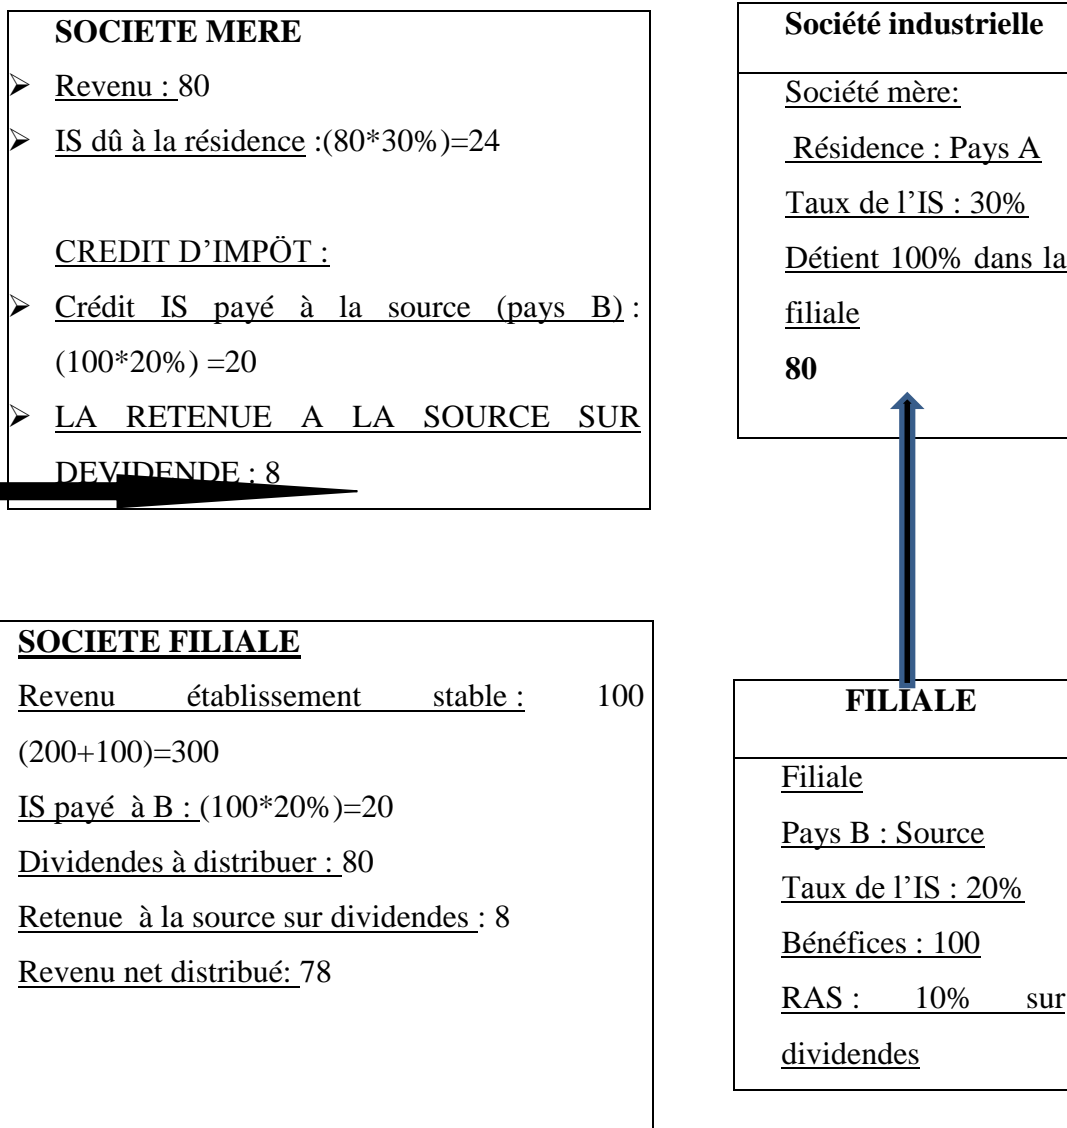 SOCIETE MERE
➢ Revenu : 80
➢ IS dû à la résidence :(80*30%)=24
CREDIT D’IMPÖT :
➢ Crédit IS payé à la source (pays B) :
(100*20%) =20
➢ LA RETENUE A LA SOURCE SUR
DEVIDENDE : 8
Société industrielle
Société mère:
Résidence : Pays A
Taux de l’IS : 30%
Détient 100% dans la
filiale
80
SOCIETE FILIALE
Revenu établissement stable : 100
(200+100)=300
IS payé à B : (100*20%)=20
Dividendes à distribuer : 80
Retenue à la source sur dividendes : 8
Revenu net distribué: 78
FILIALE
Filiale
Pays B : Source
Taux de l’IS : 20%
Bénéfices : 100
RAS : 10% sur
dividendes